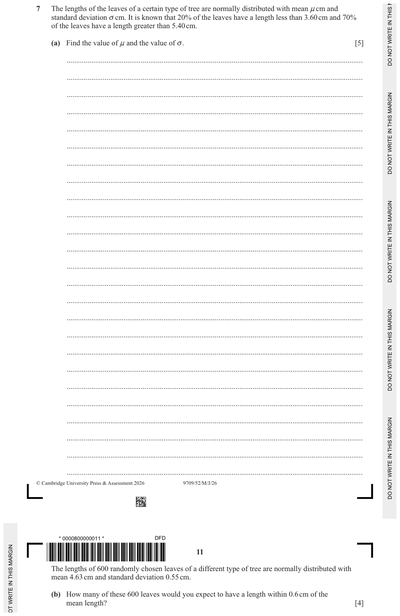 7 The lengths of the leaves of a certain type of tree are normally distributed with mean μ cm and
standard deviation σ cm. It is known that 20% of the leaves have a length less than 3.60 cm and 70%
of the leaves have a length greater than 5.40 cm.
(a) Find the value of μ and the value of σ. [5]
DO NOT WRITE IN THIS M
DO NOT WRITE IN THIS MARGIN
DO NOT WRITE IN THIS MARGIN
DO NOT WRITE IN THIS MARGIN
DO NOT WRITE IN THIS MARGIN
© Cambridge University Press & Assessment 2026 9709/52/M/J/26
OT WRITE IN THIS MARGIN
* 0000800000011 * DFD
11
The lengths of 600 randomly chosen leaves of a different type of tree are normally distributed with
mean 4.63 cm and standard deviation 0.55 cm.
(b) How many of these 600 leaves would you expect to have a length within 0.6 cm of the
mean length? [4]